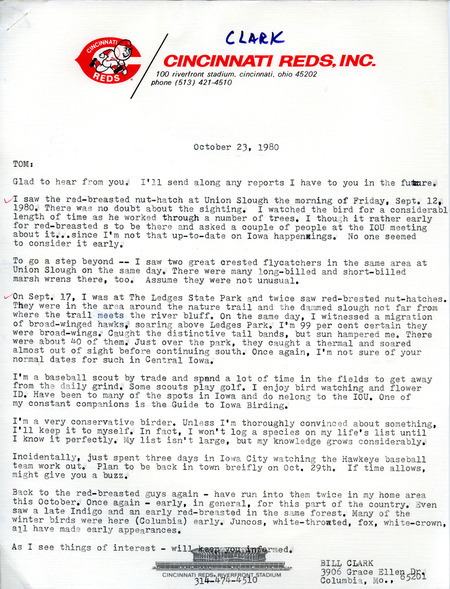 CLARK
CINCINNATI
REDS
CINCINNATI REDS, INC.
100 riverfront stadium, cincinnati, ohio 45202
phone (513) 421-4510
October 23, 1980
TOM:
Glad to hear from you. I'll send along any reports I have to you in the future.
I saw the red-breasted nut-hatch at Union Slough the morning of Friday, Sept. 12,
1980. There was no doubt about the sighting. I watched the bird for a considerabl
length of time as he worked through a number of trees. I though it rather early
for red-breasted s to be there and asked a couple of people at the IOU meeting
about it...since I'm not that up-to-date on Iowa happenings. No one seemed
to consider it early.
To go a step beyond -- I saw two great crested flycatchers in the same area at
Union Slough on the same day. There were many long-billed and short-billed
marsh wrens there, too. Assume they were not unusual.
On Sept. 17, I was at The Ledges State Park and twice saw red-brested nut-hatches.
They were in the area around the nature trail and the dammed slough not far from
where the trail meets the river bluff. On the same day, I witnessed a migration
of broad-winged hawks, soaring above Ledges Park. I'm 99 per cent certain they
were broad-wings. Caught the distinctive tail bands, but sun hampered me. There
were about 40 of them. Just over the park, they caught a thermal and soared
almost out of sight before continuing south. Once again, I'm not sure of your
normal dates for such in Central Iowa.
I'm a baseball scout by trade and spend a lot of time in the fields to get away
from the daily grind. Some scouts play golf. I enjoy bird watching and flower
ID. Have been to many of the spots in Iowa and do nelong to the IOU. One of
my constant companions is the Guide to Iowa Birding.
I'm a very conservative birder. Unless I'm thoroughly convinced about something,
I'll keep it to myself. In fact, I won't log a species on my life's list until
I know it perfectly. My list isn't large, but my knowledge grows considerably.
Incidentally, just spent three days in Iowa City watching the Hawkeye baseball
team work out. Plan to be back in town breifly on Oct. 29th. If time allows,
might give you a buzz.
Back to the red-breasted guys again - have run into them twice in my home area
this October. Once again - early, in general, for this part of the country. Even
saw a late Indigo and an early red-breasted in the same forest. Many of the
winter birds were here (Columbia) early. Juncos, white-throated, fox, white-crown,
all have made early appearances.
As I see things of interest - will keep you informed.
BILL CLARK
3906 Grace Ellen Dr.
Columbia, Mo., 65201
CINCINNATI REDS-RIVERFRONT STADIUM
314-474-4510